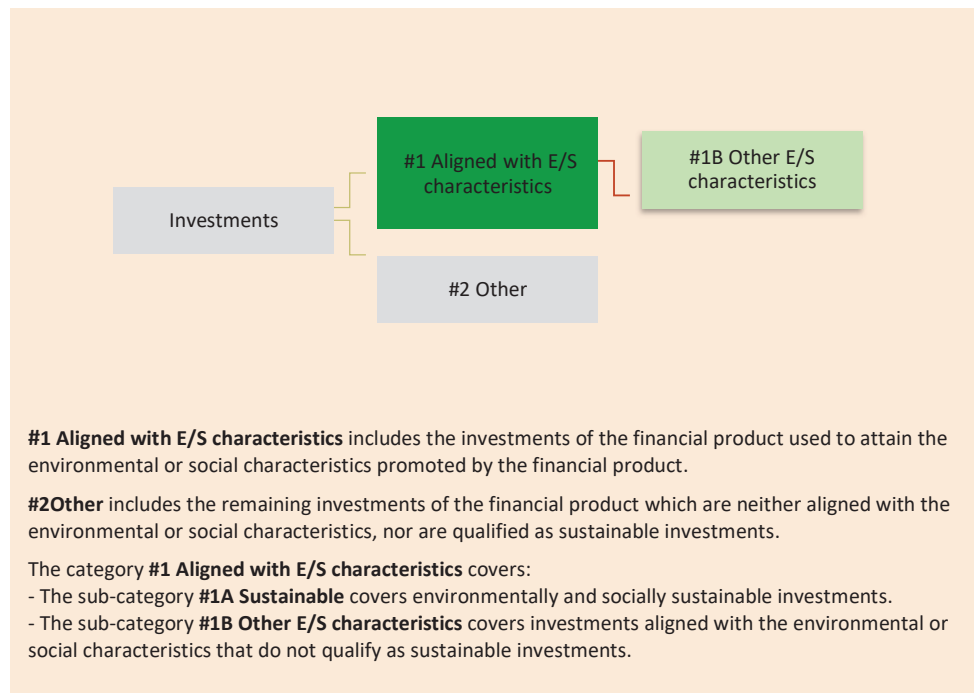 #1 Aligned with E/S
characteristics
#1B Other E/S
characteristics
Investments
#2 Other
#1 Aligned with E/S characteristics includes the investments of the financial product used to attain the
environmental or social characteristics promoted by the financial product.
#2Other includes the remaining investments of the financial product which are neither aligned with the
environmental or social characteristics, nor are qualified as sustainable investments.
The category #1 Aligned with E/S characteristics covers:
- The sub-category #1A Sustainable covers environmentally and socially sustainable investments.
- The sub-category #1B Other E/S characteristics covers investments aligned with the environmental or
social characteristics that do not qualify as sustainable investments.